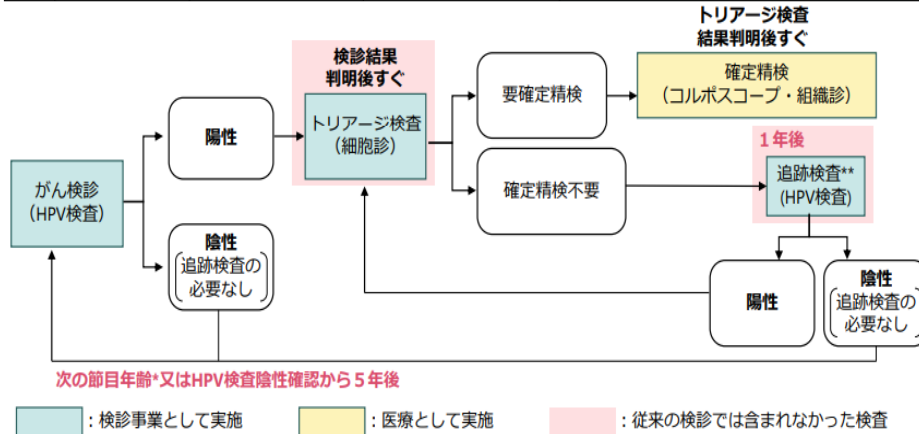 トリアージ検査
結果判明後すぐ
検診結果
判明後すぐ
確定精検
（コルポスコープ・組織診）
要確定精検
陽性
トリアージ検査
（細胞診）
1年後
がん検診
（HPV検査）
確定精検不要
追跡検査**
(HPV検査)
陰性
追跡検査の
必要なし
陽性
陰性
追跡検査の
必要なし
次の節目年齢*又はHPV検査陰性確認から５年後
：検診事業として実施
：医療として実施
：従来の検診では含まれなかった検査